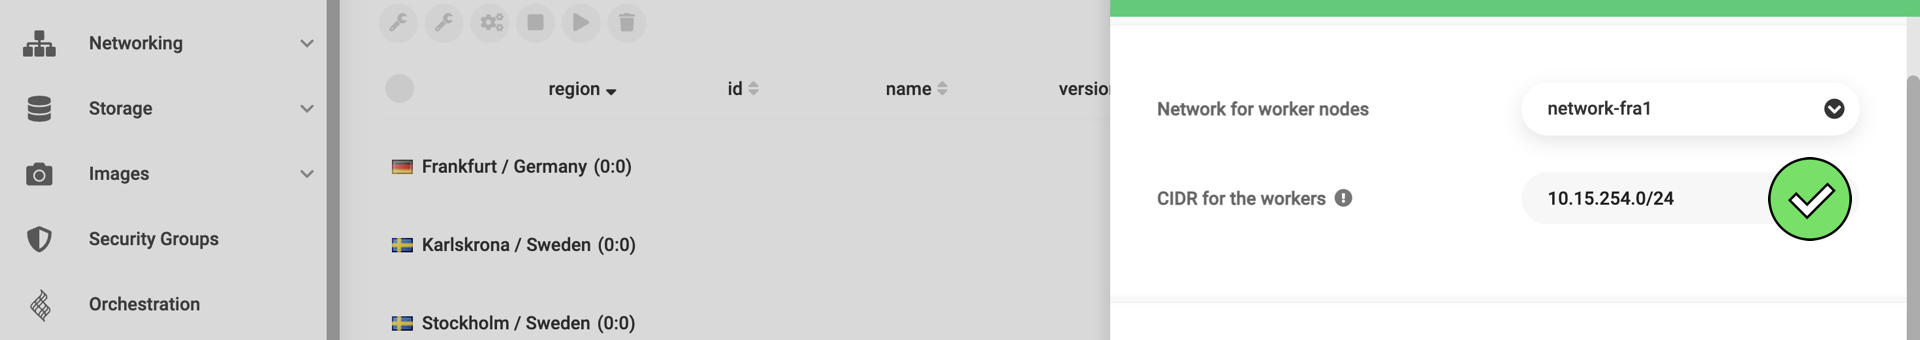 Networking
Storage
Images
Security Groups
Orchestration
region id name versio
Frankfurt / Germany (0:0)
Karlskrona / Sweden (0:0)
Stockholm / Sweden (0:0)
Network for worker nodes network-fra1
CIDR for the workers 10.15.254.0/24